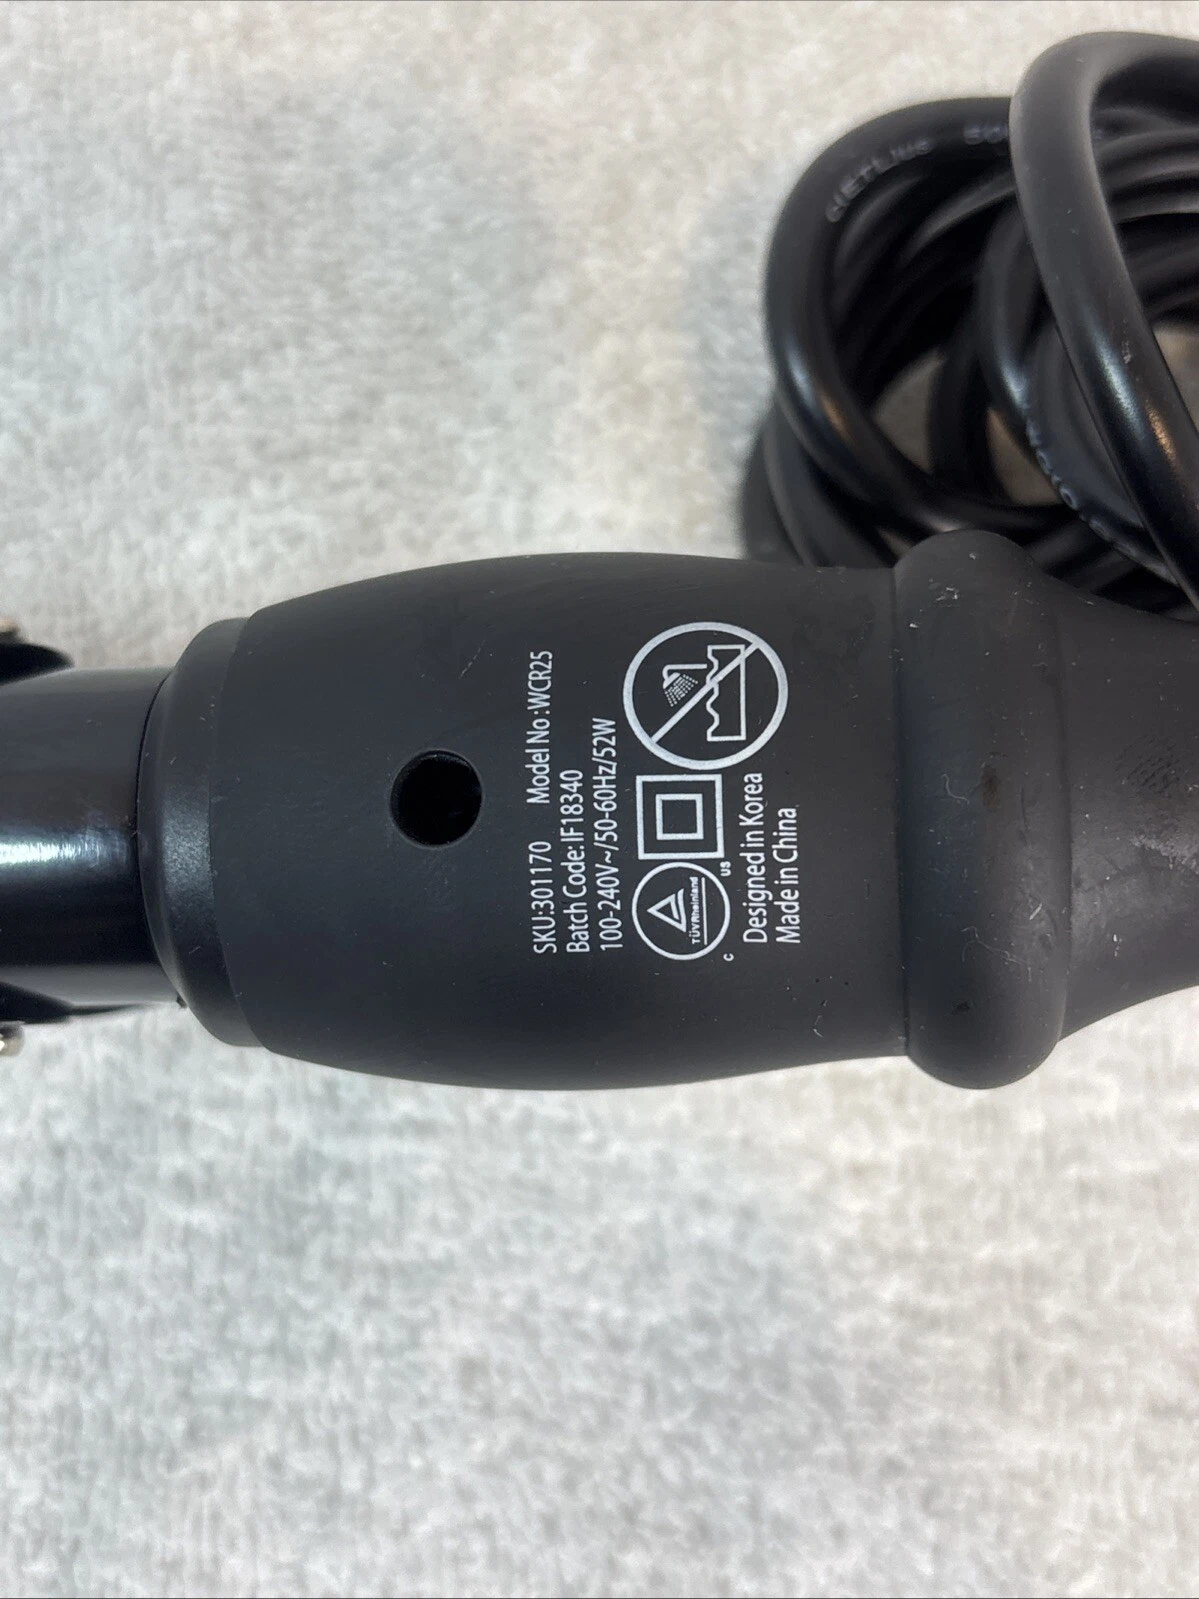 SKU:301170 Model No:WCR25
Batch Code:IF18340
100-240V~/50-60Hz/52W
TÜVRheinland
C US
Designed in Korea
Made in China